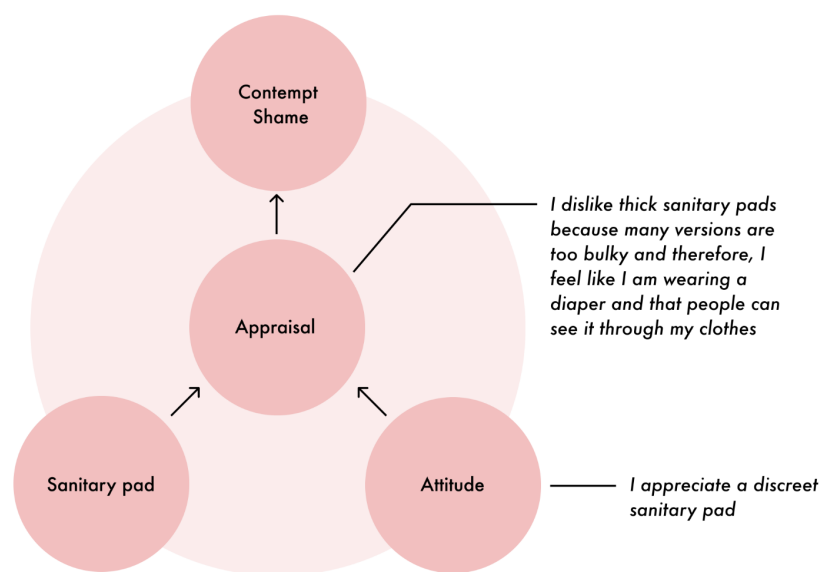 Contempt
Shame
I dislike thick sanitary pads
because many versions are
too bulky and therefore, I
feel like I am wearing a
diaper and that people can
see it through my clothes
Appraisal
Sanitary pad
Attitude
I appreciate a discreet
sanitary pad